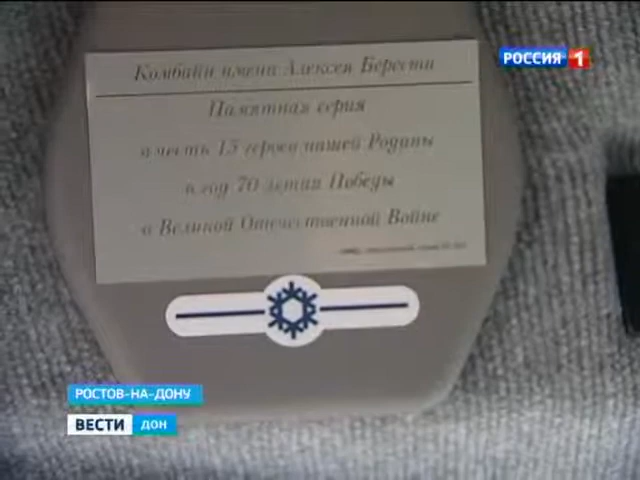 РОССИЯ 1
Комбайн имени Алексея Береста
Памятная серия
в честь 15 героев нашей Родины
в год 70-летия Победы
в Великой Отечественной Войне
РОСТОВ-НА-ДОНУ
ВЕСТИ ДОН